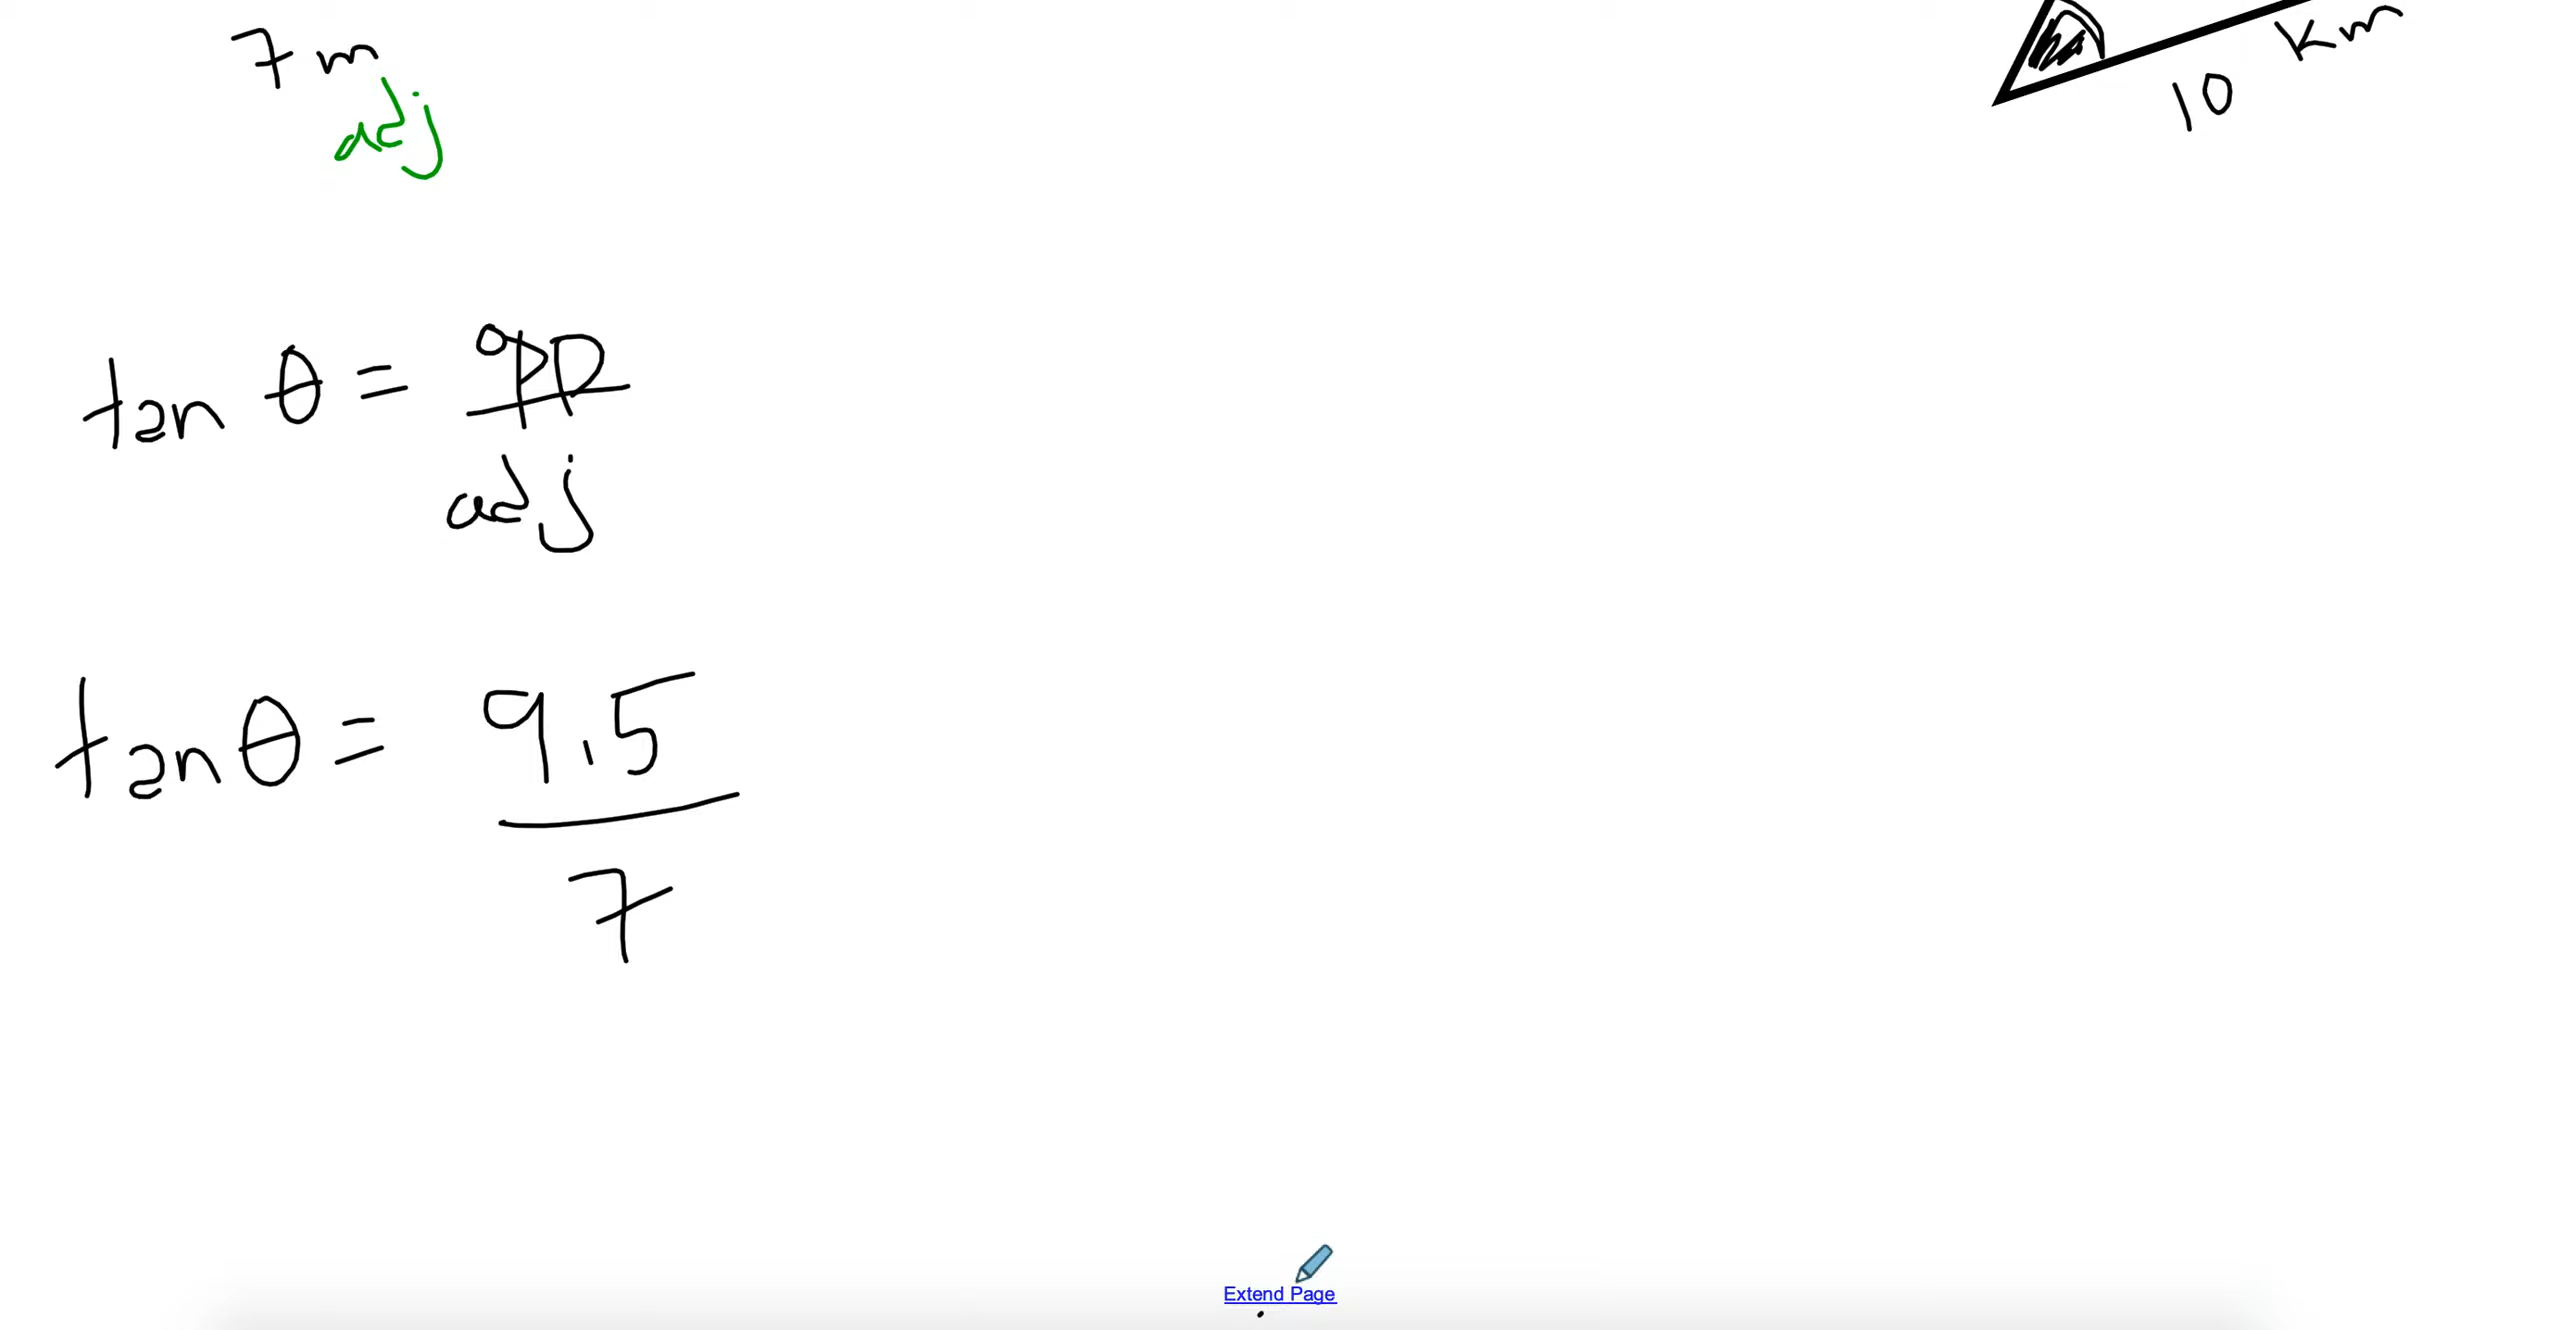 7 m
adj
10 km
tan θ = opp
adj
tan θ = 9.5
7
Extend Page